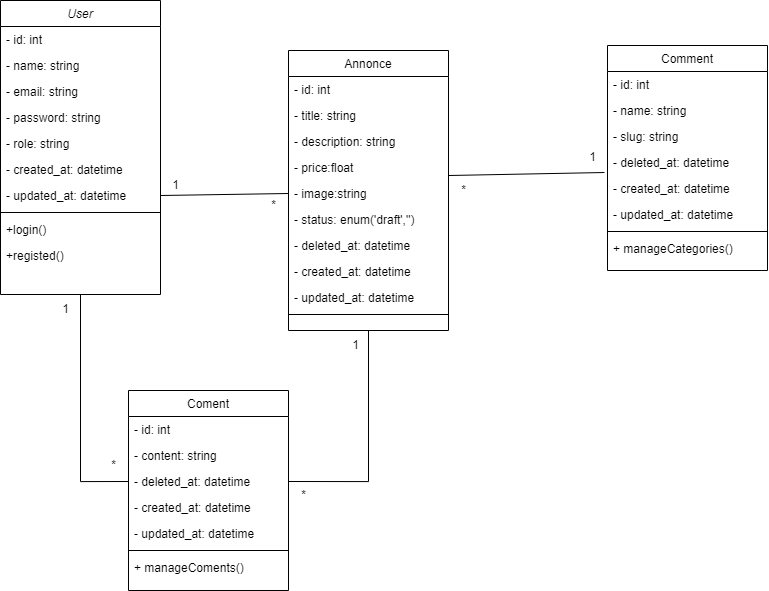 User
- id: int
- name: string
- email: string
- password: string
- role: string
- created_at: datetime
- updated_at: datetime
+login()
+registed()
1
*
Annonce
- id: int
- title: string
- description: string
- price:float
- image:string
- status: enum('draft','')
- deleted_at: datetime
- created_at: datetime
- updated_at: datetime
*
1
Comment
- id: int
- name: string
- slug: string
- deleted_at: datetime
- created_at: datetime
- updated_at: datetime
+ manageCategories()
1
*
1
*
Coment
- id: int
- content: string
- deleted_at: datetime
- created_at: datetime
- updated_at: datetime
+ manageComents()